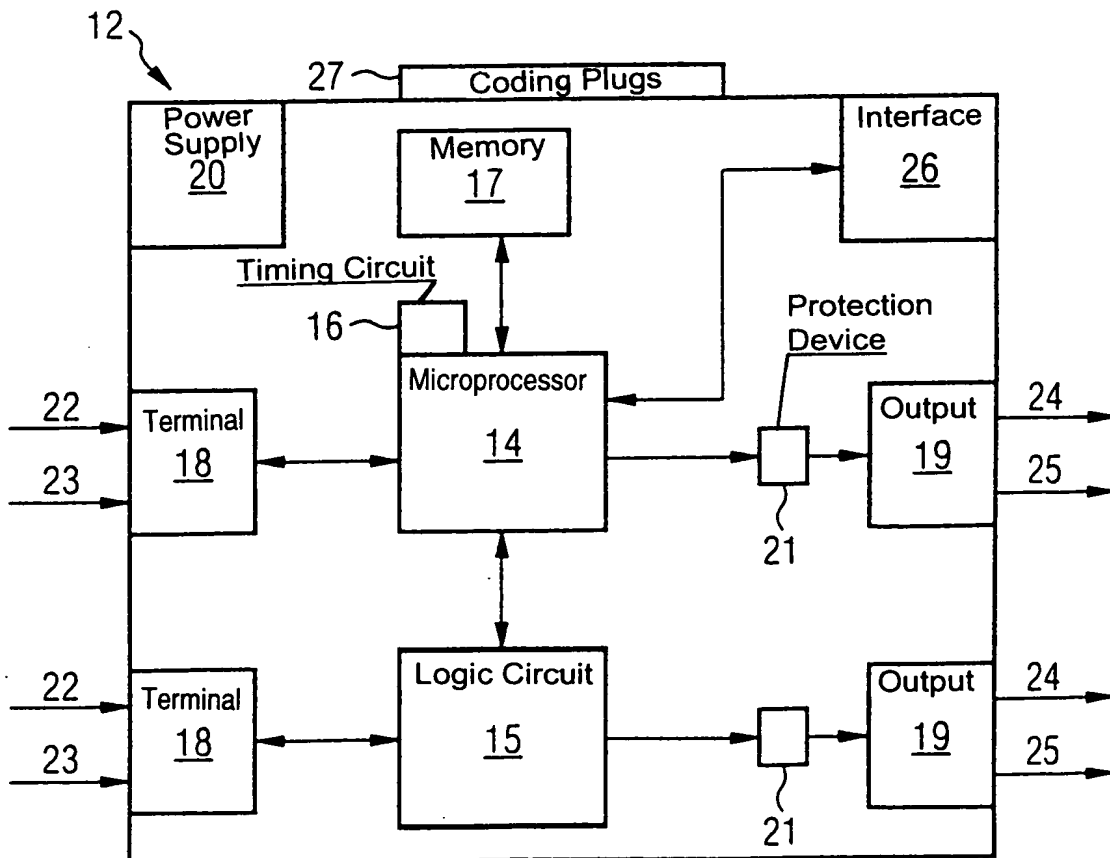 12
27
Coding Plugs
Power
Supply
20
Memory
17
Interface
26
Timing Circuit
16
Protection
Device
Microprocessor
14
22
23
Terminal
18
21
Output
19
24
25
22
23
Terminal
18
Logic Circuit
15
21
Output
19
24
25